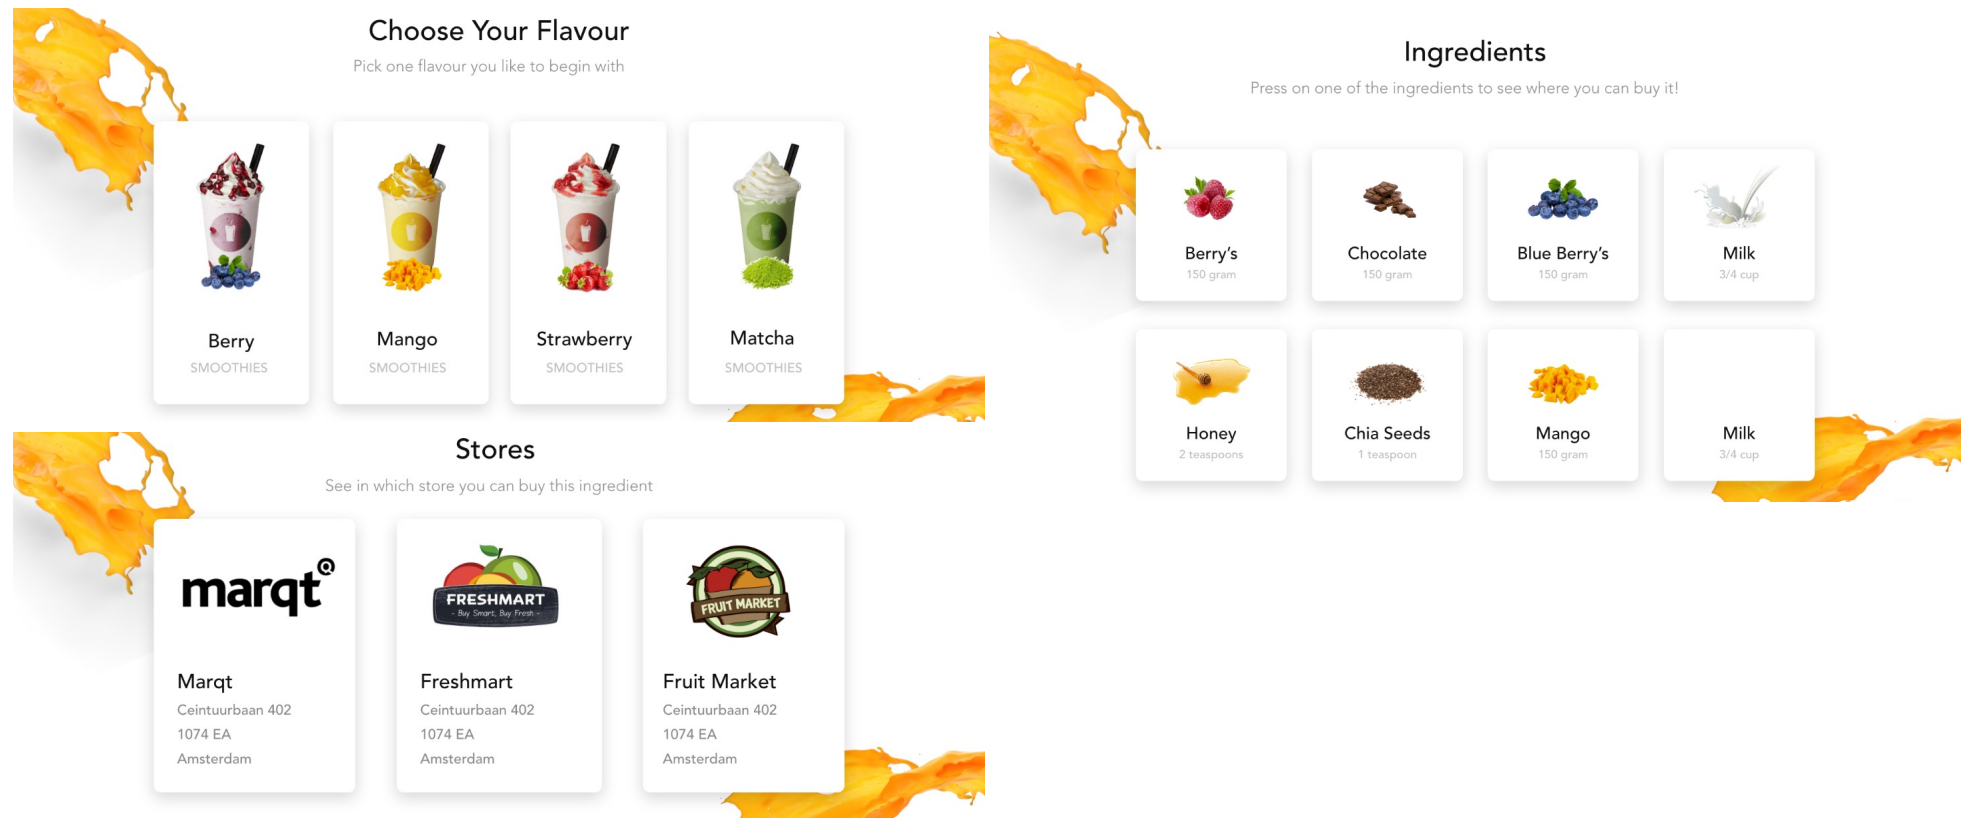 Choose Your Flavour
Pick one flavour you like to begin with
Berry
SMOOTHIES
Mango
SMOOTHIES
Strawberry
SMOOTHIES
Matcha
SMOOTHIES
Ingredients
Press on one of the ingredients to see where you can buy it!
Berry's
150 gram
Chocolate
150 gram
Blue Berry's
150 gram
Milk
3/4 cup
Honey
2 teaspoons
Chia Seeds
1 teaspoon
Mango
150 gram
Milk
3/4 cup
Stores
See in which store you can buy this ingredient
marqt
Marqt
Ceintuurbaan 402
1074 EA
Amsterdam
FRESHMART
- Buy Smart, Buy Fresh -
Freshmart
Ceintuurbaan 402
1074 EA
Amsterdam
FRUIT MARKET
Fruit Market
Ceintuurbaan 402
1074 EA
Amsterdam